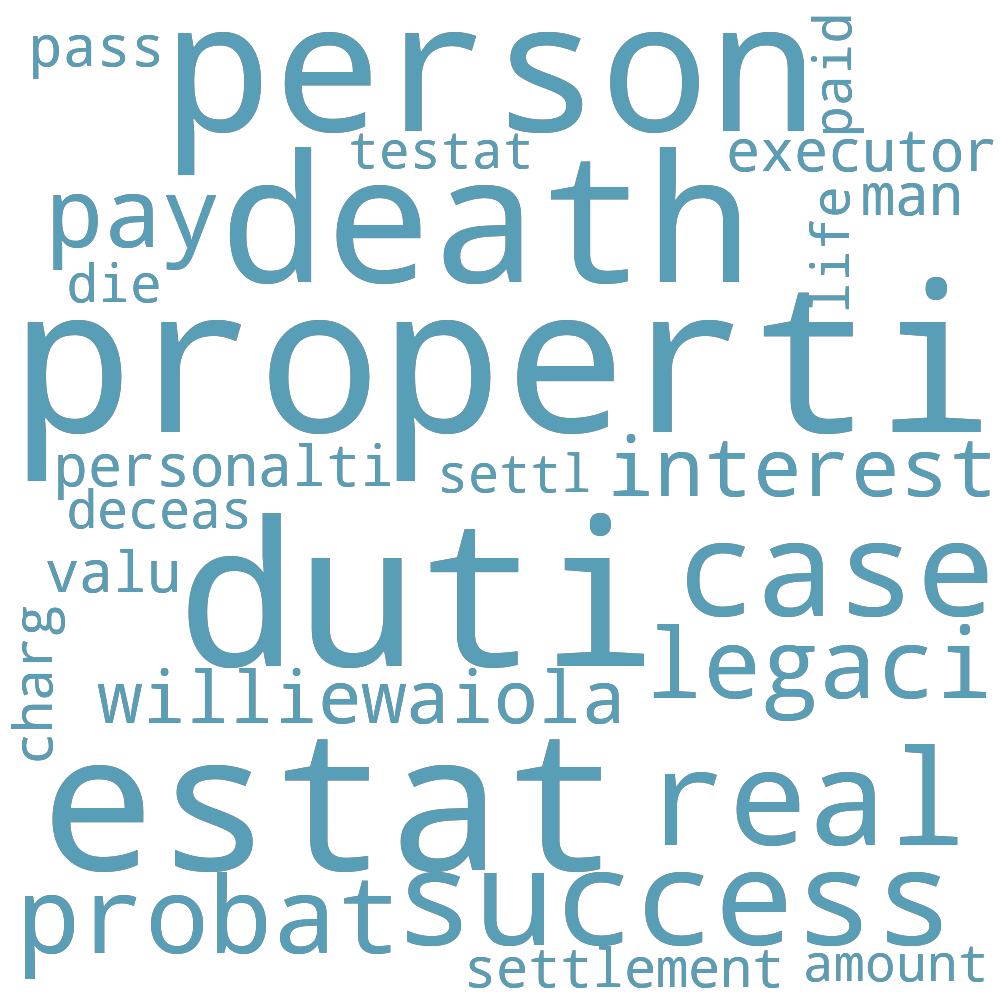 pass
person
paid
testat
executor
pay
death
life
man
die
properti
personalti
settl
interest
deceas
duti
case
valu
charg
legaci
williewaiola
estat
real
probat
success
settlement
amount